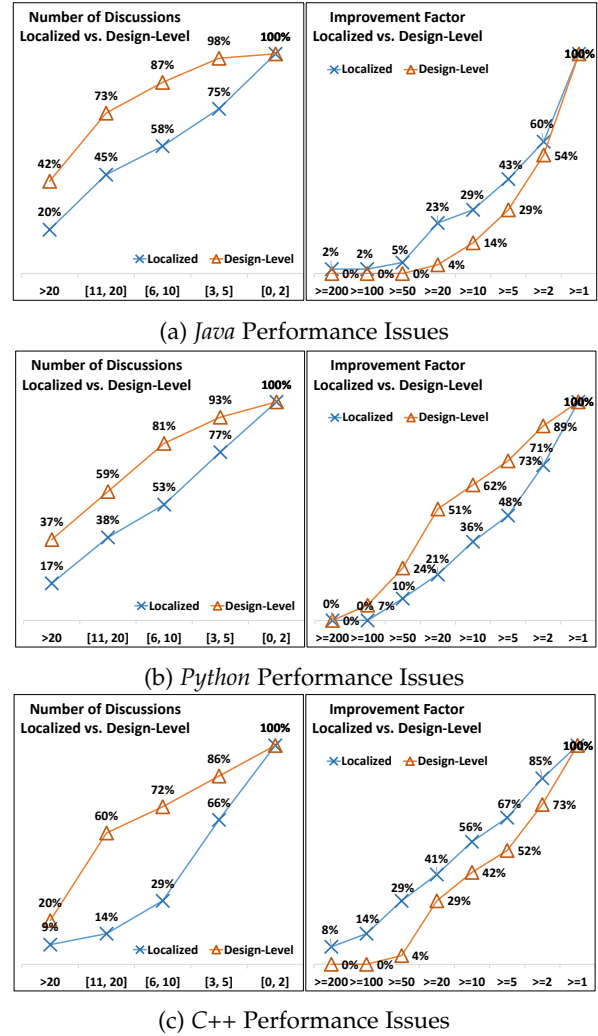 Number of Discussions
Localized vs. Design-Level
100%
98%
87%
73%
75%
58%
42%
45%
20%
Localized Design-Level
>20 [11, 20] [6, 10] [3, 5] [0, 2]
Improvement Factor
Localized vs. Design-Level
Localized Design-Level
100%
60%
54%
43%
29%
29%
23%
14%
2% 2% 5%
4%
0% 0% 0%
>=200 >=100 >=50 >=20 >=10 >=5 >=2 >=1
(a) Java Performance Issues
Number of Discussions
Localized vs. Design-Level
100%
93%
81%
77%
59%
53%
37%
38%
17%
Localized Design-Level
>20 [11, 20] [6, 10] [3, 5] [0, 2]
Improvement Factor
Localized vs. Design-Level
Localized Design-Level
100%
89%
71%
73%
62%
51%
48%
36%
24%
21%
10%
0%
0% 0% 7%
>=200 >=100 >=50 >=20 >=10 >=5 >=2 >=1
(b) Python Performance Issues
Number of Discussions
Localized vs. Design-Level
100%
86%
72%
60%
66%
29%
20%
9% 14%
Localized Design-Level
>20 [11, 20] [6, 10] [3, 5] [0, 2]
Improvement Factor
Localized vs. Design-Level
Localized Design-Level
100%
85%
73%
67%
56%
52%
41%
42%
29%
29%
14%
8%
4%
0% 0%
>=200 >=100 >=50 >=20 >=10 >=5 >=2 >=1
(c) C++ Performance Issues